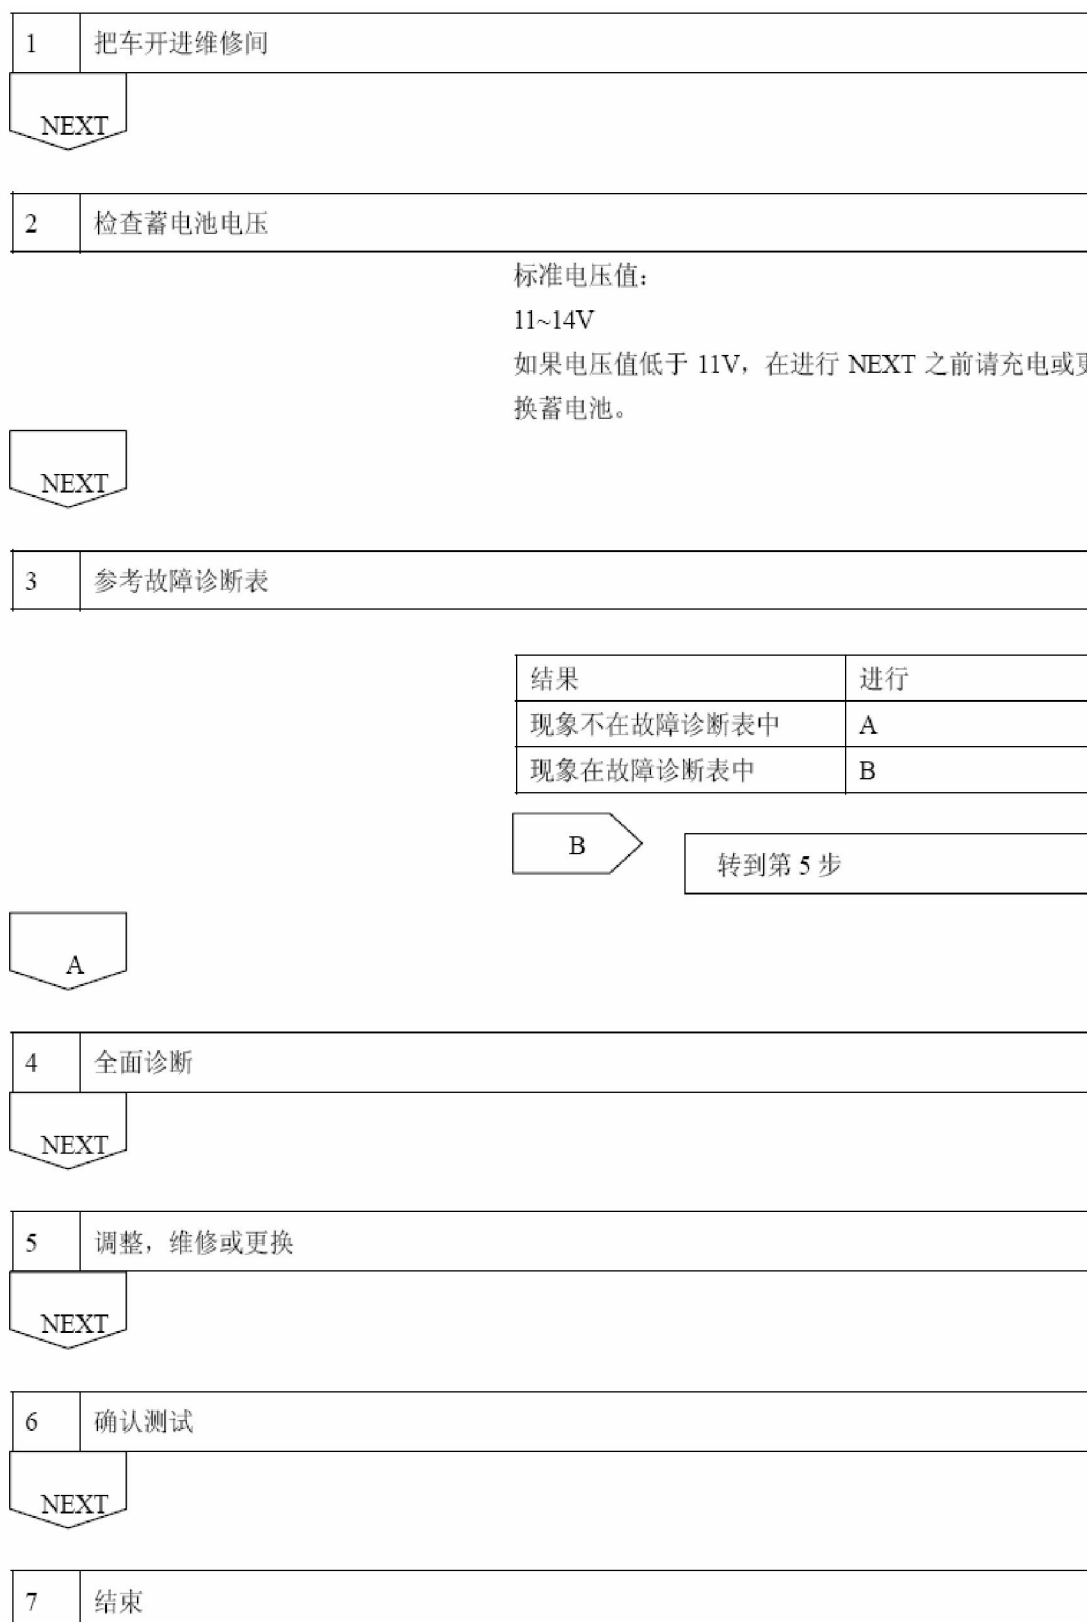 1 把车开进维修间
NEXT
2 检查蓄电池电压
标准电压值：
11~14V
如果电压值低于 11V，在进行 NEXT 之前请充电或更
换蓄电池。
NEXT
3 参考故障诊断表
结果 进行
现象不在故障诊断表中 A
现象在故障诊断表中 B
B 转到第 5 步
A
4 全面诊断
NEXT
5 调整，维修或更换
NEXT
6 确认测试
NEXT
7 结束